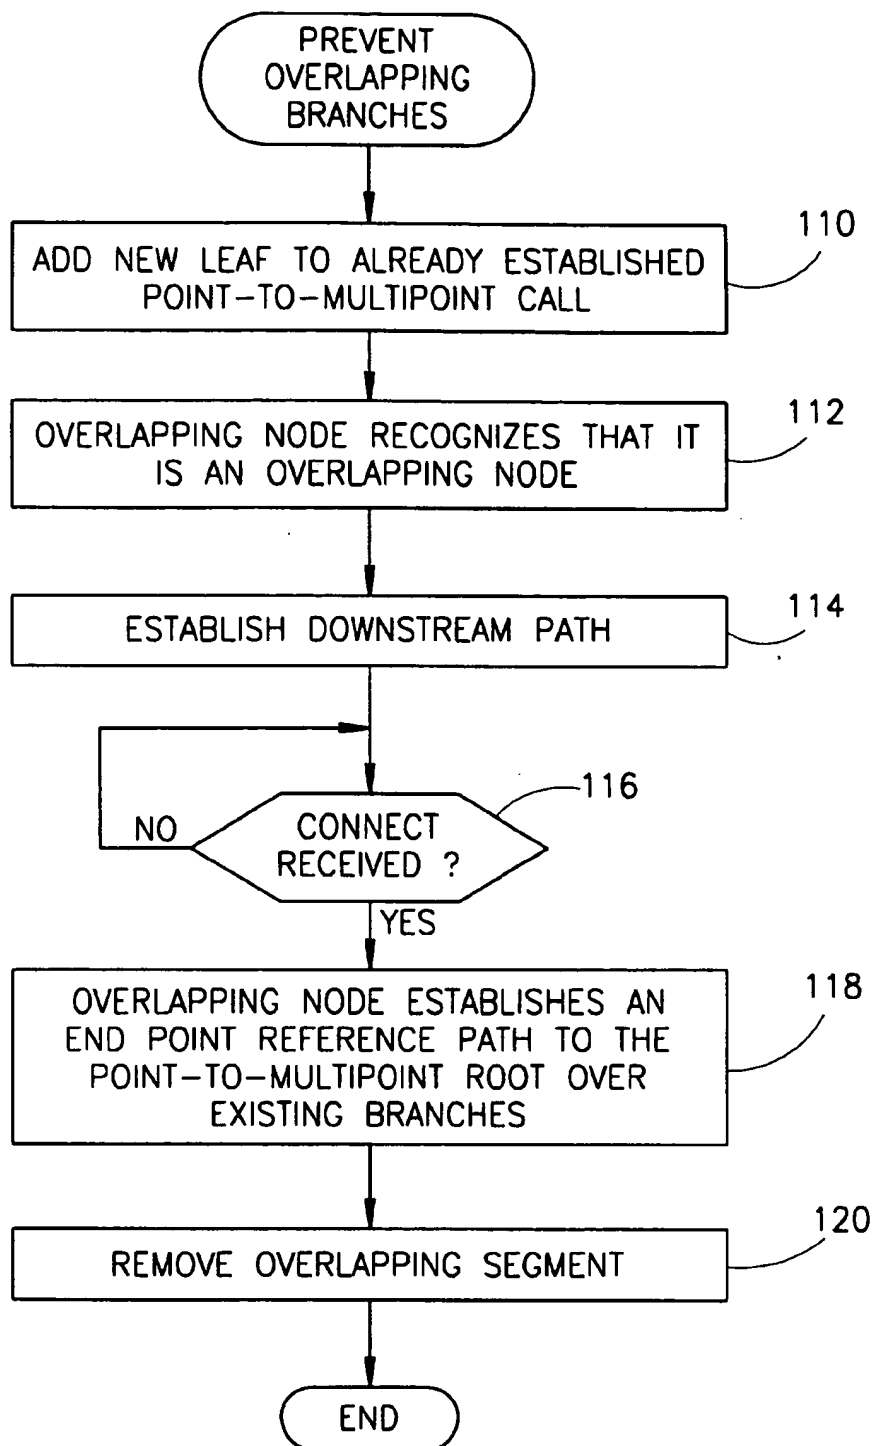 PREVENT
OVERLAPPING
BRANCHES
110
ADD NEW LEAF TO ALREADY ESTABLISHED
POINT-TO-MULTIPOINT CALL
112
OVERLAPPING NODE RECOGNIZES THAT IT
IS AN OVERLAPPING NODE
114
ESTABLISH DOWNSTREAM PATH
116
NO
CONNECT
RECEIVED ?
YES
118
OVERLAPPING NODE ESTABLISHES AN
END POINT REFERENCE PATH TO THE
POINT-TO-MULTIPOINT ROOT OVER
EXISTING BRANCHES
120
REMOVE OVERLAPPING SEGMENT
END